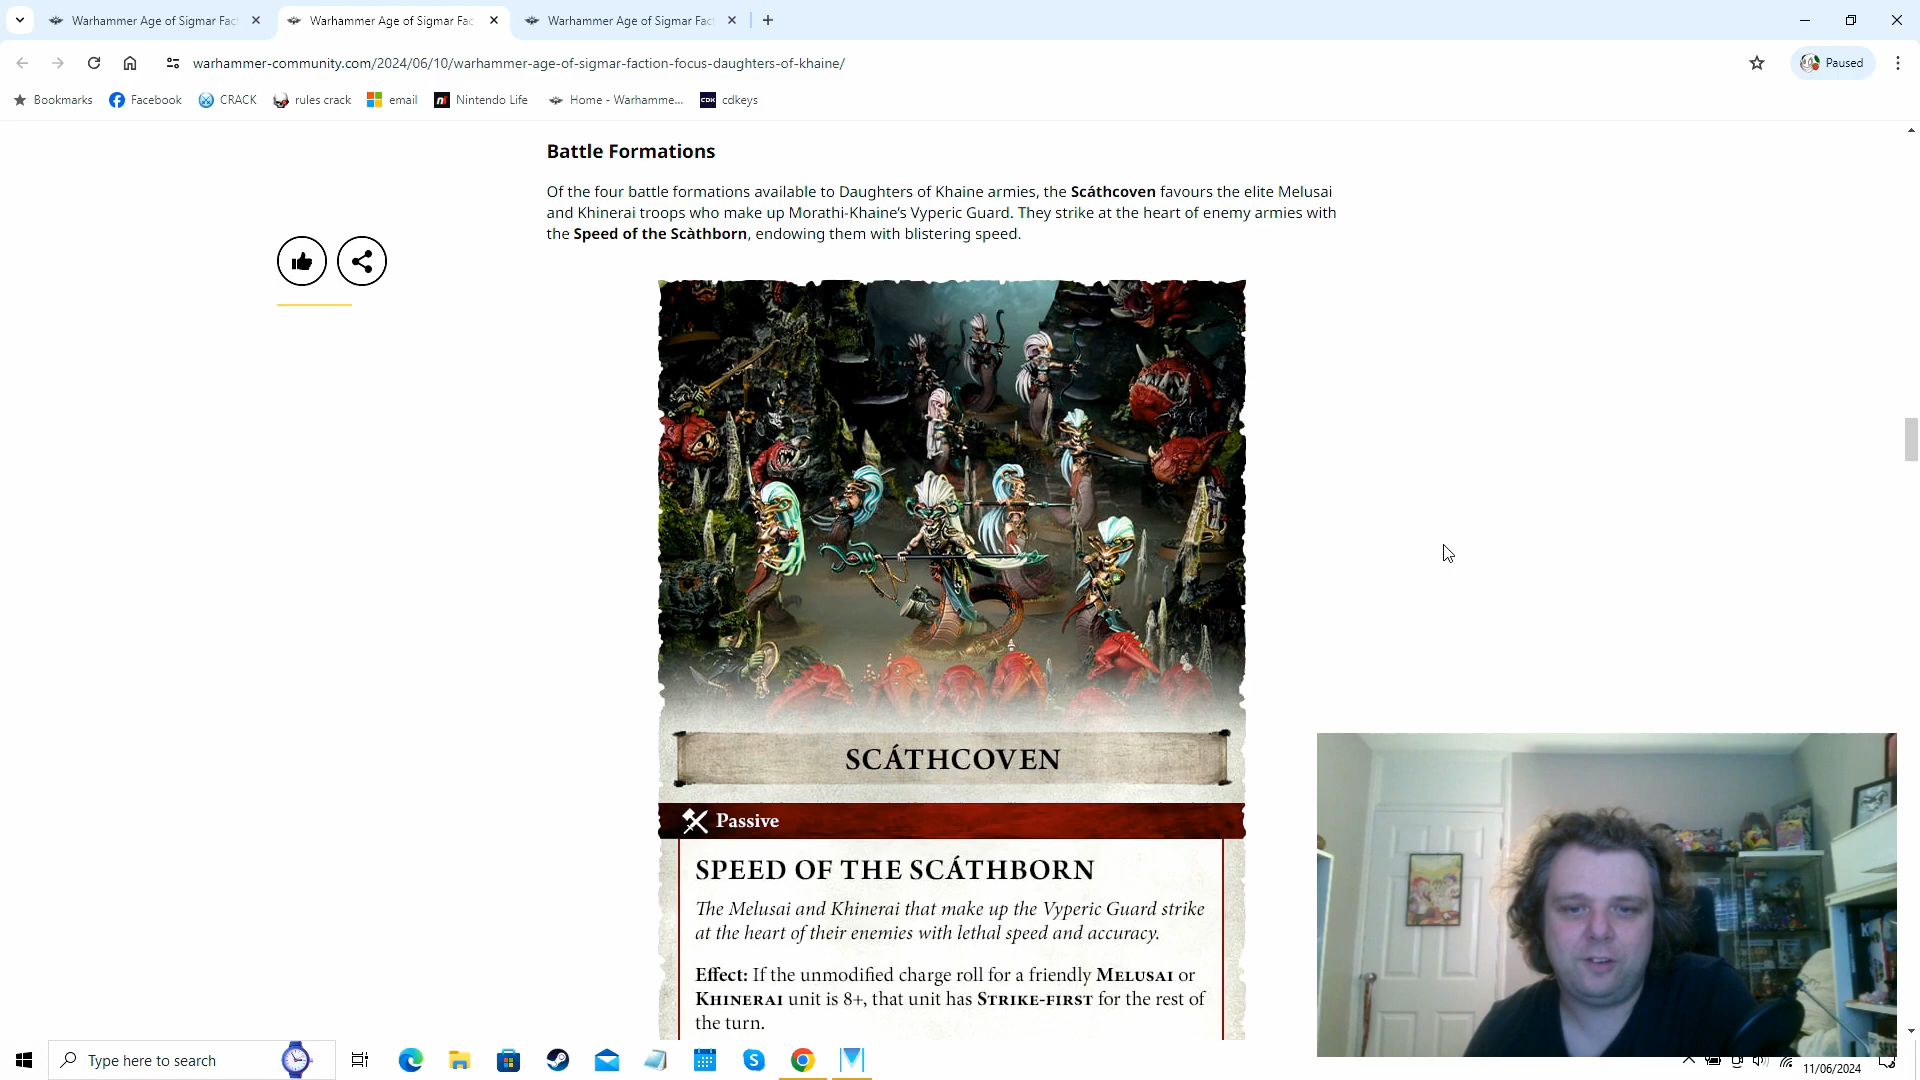 Warhammer Age of Sigmar Fac
Warhammer Age of Sigmar Fac
Warhammer Age of Sigmar Fac
warhammer-community.com/2024/06/10/warhammer-age-of-sigmar-faction-focus-daughters-of-khaine/
Paused
Bookmarks
Facebook
CRACK
rules crack
email
Nintendo Life
Home - Warhamme...
CDK
cdkeys
Battle Formations
Of the four battle formations available to Daughters of Khaine armies, the Scáthcoven favours the elite Melusai
and Khinerai troops who make up Morathi-Khaine’s Vyperic Guard. They strike at the heart of enemy armies with
the Speed of the Scàthborn, endowing them with blistering speed.
SCÁTHCOVEN
Passive
SPEED OF THE SCÁTHBORN
The Melusai and Khinerai that make up the Vyperic Guard strike
at the heart of their enemies with lethal speed and accuracy.
Effect: If the unmodified charge roll for a friendly MELUSAI or
KHINERAI unit is 8+, that unit has STRIKE-FIRST for the rest of
the turn.
Type here to search
11/06/2024